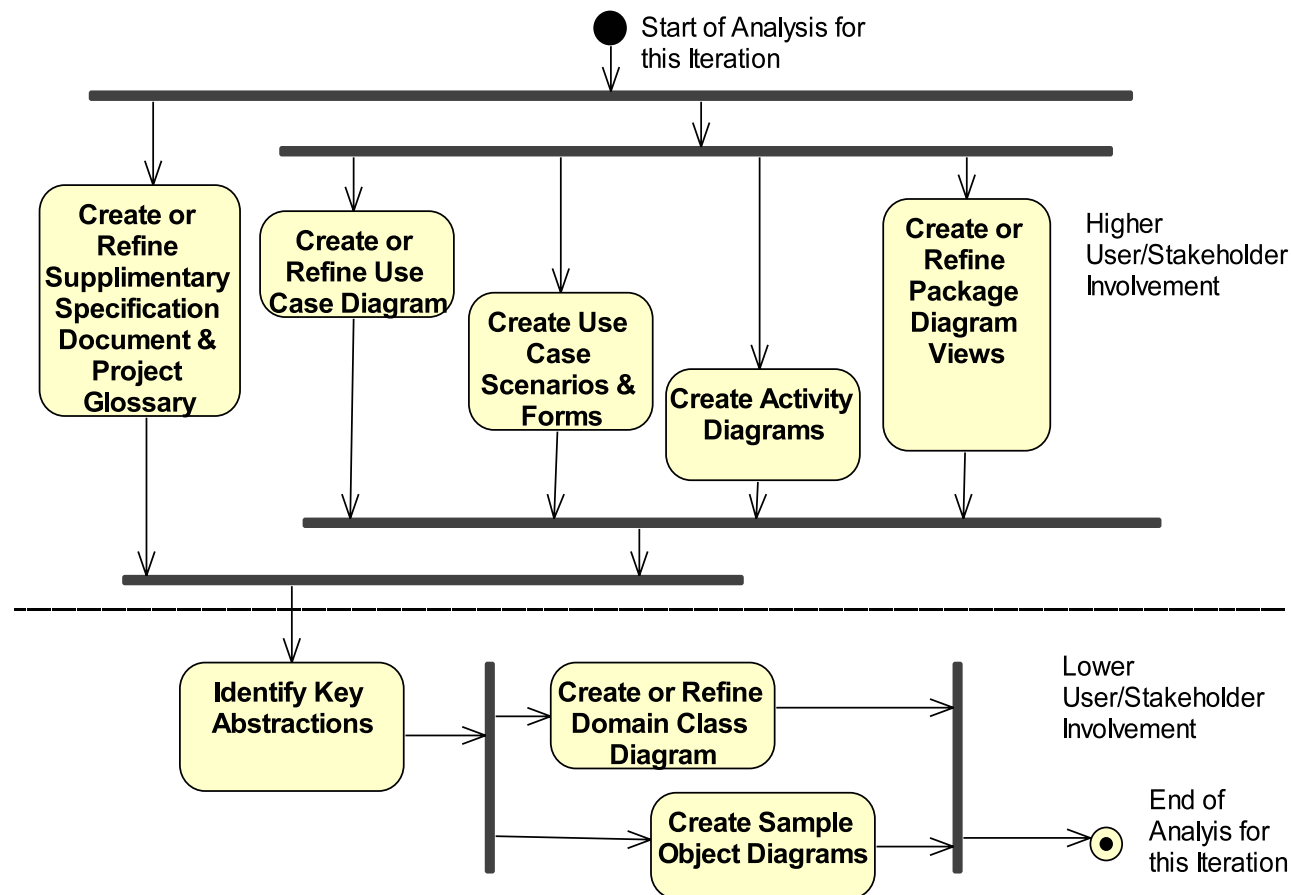 Start of Analysis for
this Iteration
Create or
Refine
Supplimentary
Specification
Document &
Project
Glossary
Create or
Refine Use
Case Diagram
Create Use
Case
Scenarios &
Forms
Create Activity
Diagrams
Create or
Refine
Package
Diagram
Views
Higher
User/Stakeholder
Involvement
Identify Key
Abstractions
Create or Refine
Domain Class
Diagram
Create Sample
Object Diagrams
Lower
User/Stakeholder
Involvement
End of
Analyis for
this Iteration